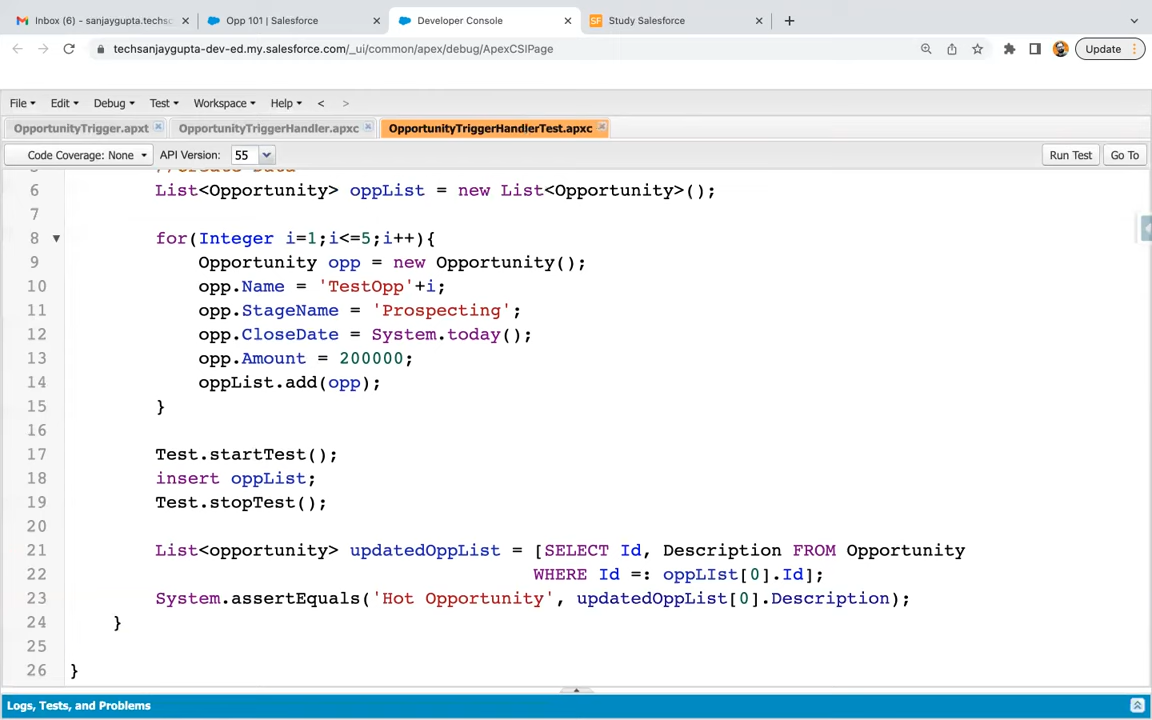 Inbox (6) - sanjaygupta.techsc
Opp 101 | Salesforce
Developer Console
Study Salesforce
techsanjaygupta-dev-ed.my.salesforce.com/_ui/common/apex/debug/ApexCSIPage
Update
File Edit Debug Test Workspace Help < >
OpportunityTrigger.apxt
OpportunityTriggerHandler.apxc
OpportunityTriggerHandlerTest.apxc
Code Coverage: None API Version: 55 Run Test Go To
5 //Create Data
6 List<Opportunity> oppList = new List<Opportunity>();
7
8 for(Integer i=1;i<=5;i++){
9 Opportunity opp = new Opportunity();
10 opp.Name = 'TestOpp'+i;
11 opp.StageName = 'Prospecting';
12 opp.CloseDate = System.today();
13 opp.Amount = 200000;
14 oppList.add(opp);
15 }
16
17 Test.startTest();
18 insert oppList;
19 Test.stopTest();
20
21 List<opportunity> updatedOppList = [SELECT Id, Description FROM Opportunity
22 WHERE Id =: oppLIst[0].Id];
23 System.assertEquals('Hot Opportunity', updatedOppList[0].Description);
24 }
25
26 }
Logs, Tests, and Problems